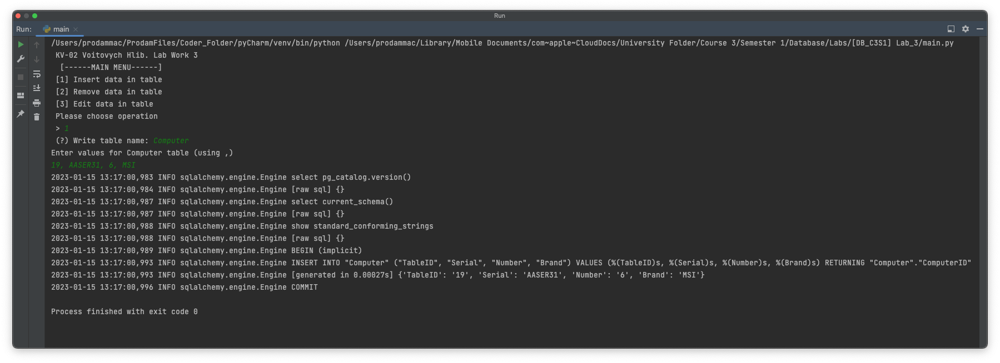 Run
Run: main
/Users/prodammac/ProdamFiles/Coder_Folder/pyCharm/venv/bin/python /Users/prodammac/Library/Mobile Documents/com~apple~CloudDocs/University Folder/Course 3/Semester 1/Database/Labs/[DB_C3S1] Lab_3/main.py
KV-02 Voitovych Hlib. Lab Work 3
[------MAIN MENU------]
[1] Insert data in table
[2] Remove data in table
[3] Edit data in table
Please choose operation
> 1
(?) Write table name: Computer
Enter values for Computer table (using ,)
19, AASER31, 6, MSI
2023-01-15 13:17:00,983 INFO sqlalchemy.engine.Engine select pg_catalog.version()
2023-01-15 13:17:00,984 INFO sqlalchemy.engine.Engine [raw sql] {}
2023-01-15 13:17:00,987 INFO sqlalchemy.engine.Engine select current_schema()
2023-01-15 13:17:00,987 INFO sqlalchemy.engine.Engine [raw sql] {}
2023-01-15 13:17:00,988 INFO sqlalchemy.engine.Engine show standard_conforming_strings
2023-01-15 13:17:00,988 INFO sqlalchemy.engine.Engine [raw sql] {}
2023-01-15 13:17:00,989 INFO sqlalchemy.engine.Engine BEGIN (implicit)
2023-01-15 13:17:00,993 INFO sqlalchemy.engine.Engine INSERT INTO "Computer" ("TableID", "Serial", "Number", "Brand") VALUES (%(TableID)s, %(Serial)s, %(Number)s, %(Brand)s) RETURNING "Computer"."ComputerID"
2023-01-15 13:17:00,993 INFO sqlalchemy.engine.Engine [generated in 0.00027s] {'TableID': '19', 'Serial': 'AASER31', 'Number': '6', 'Brand': 'MSI'}
2023-01-15 13:17:00,996 INFO sqlalchemy.engine.Engine COMMIT
Process finished with exit code 0